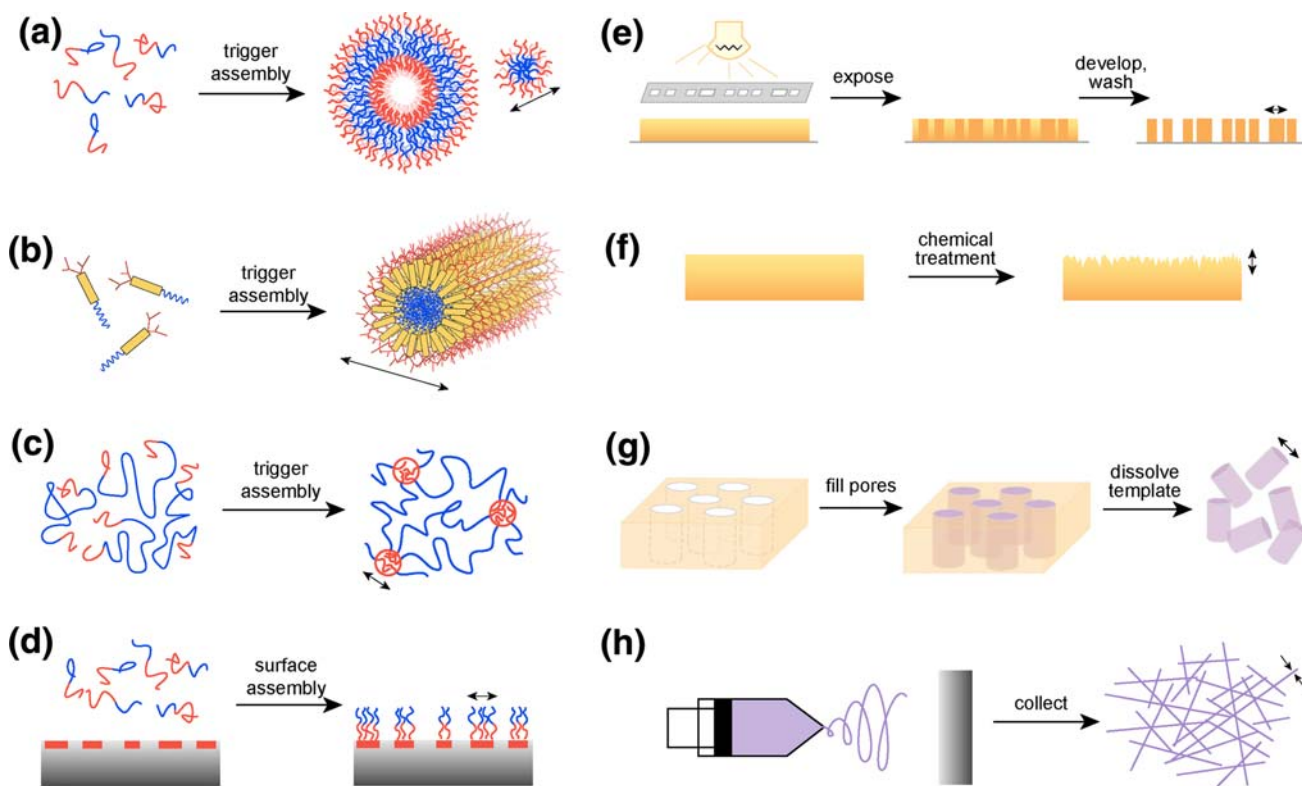 (a)
trigger
assembly
(b)
trigger
assembly
(c)
trigger
assembly
(d)
surface
assembly
(e)
expose
develop,
wash
(f)
chemical
treatment
(g)
fill pores
dissolve
template
(h)
collect